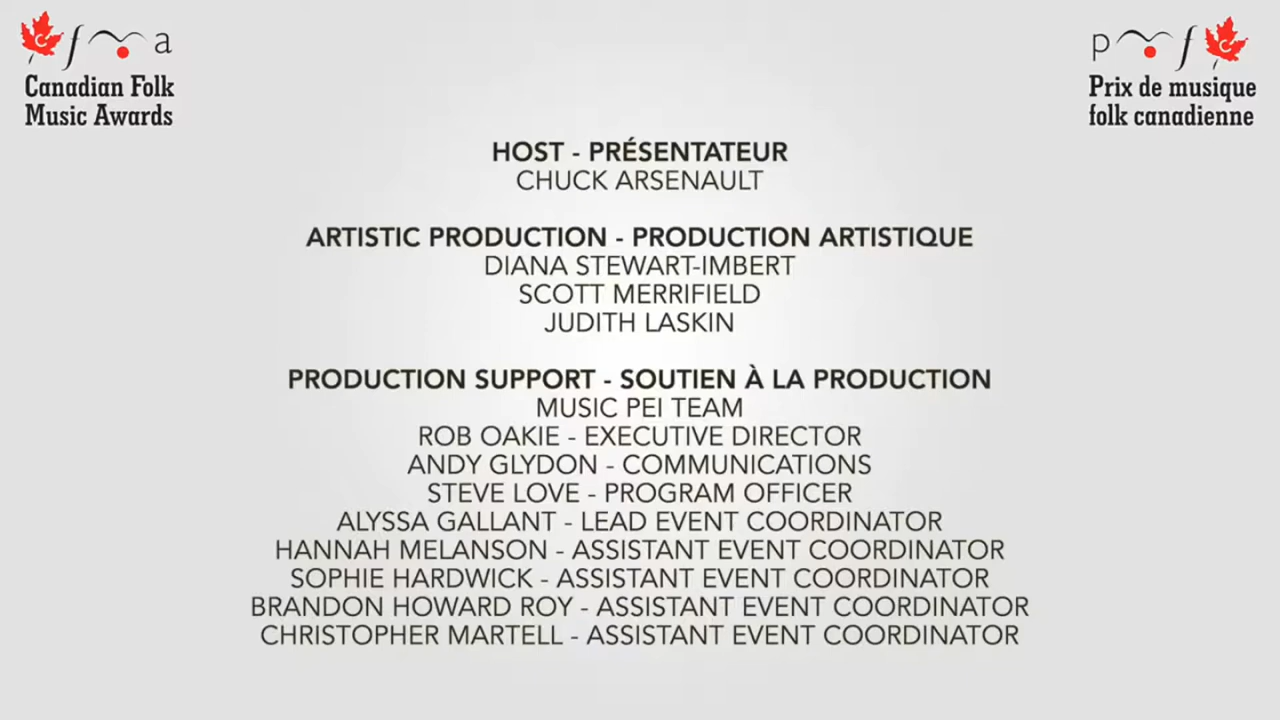 cfma
Canadian Folk
Music Awards
pmfc
Prix de musique
folk canadienne
HOST - PRÉSENTATEUR
CHUCK ARSENAULT
ARTISTIC PRODUCTION - PRODUCTION ARTISTIQUE
DIANA STEWART-IMBERT
SCOTT MERRIFIELD
JUDITH LASKIN
PRODUCTION SUPPORT - SOUTIEN À LA PRODUCTION
MUSIC PEI TEAM
ROB OAKIE - EXECUTIVE DIRECTOR
ANDY GLYDON - COMMUNICATIONS
STEVE LOVE - PROGRAM OFFICER
ALYSSA GALLANT - LEAD EVENT COORDINATOR
HANNAH MELANSON - ASSISTANT EVENT COORDINATOR
SOPHIE HARDWICK - ASSISTANT EVENT COORDINATOR
BRANDON HOWARD ROY - ASSISTANT EVENT COORDINATOR
CHRISTOPHER MARTELL - ASSISTANT EVENT COORDINATOR